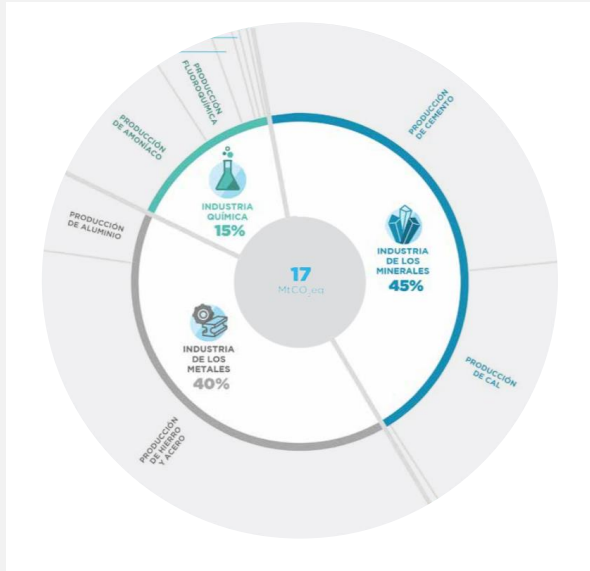 PRODUCCIÓN
FLUOROQUÍMICA
PRODUCCIÓN
DE AMONÍACO
PRODUCCIÓN
DE CEMENTO
INDUSTRIA
QUÍMICA
15%
PRODUCCIÓN
DE ALUMINIO
INDUSTRIA
DE LOS
MINERALES
45%
17
MtCO2eq
INDUSTRIA
DE LOS
METALES
40%
PRODUCCIÓN
DE CAL
PRODUCCIÓN
DE HIERRO
Y ACERO